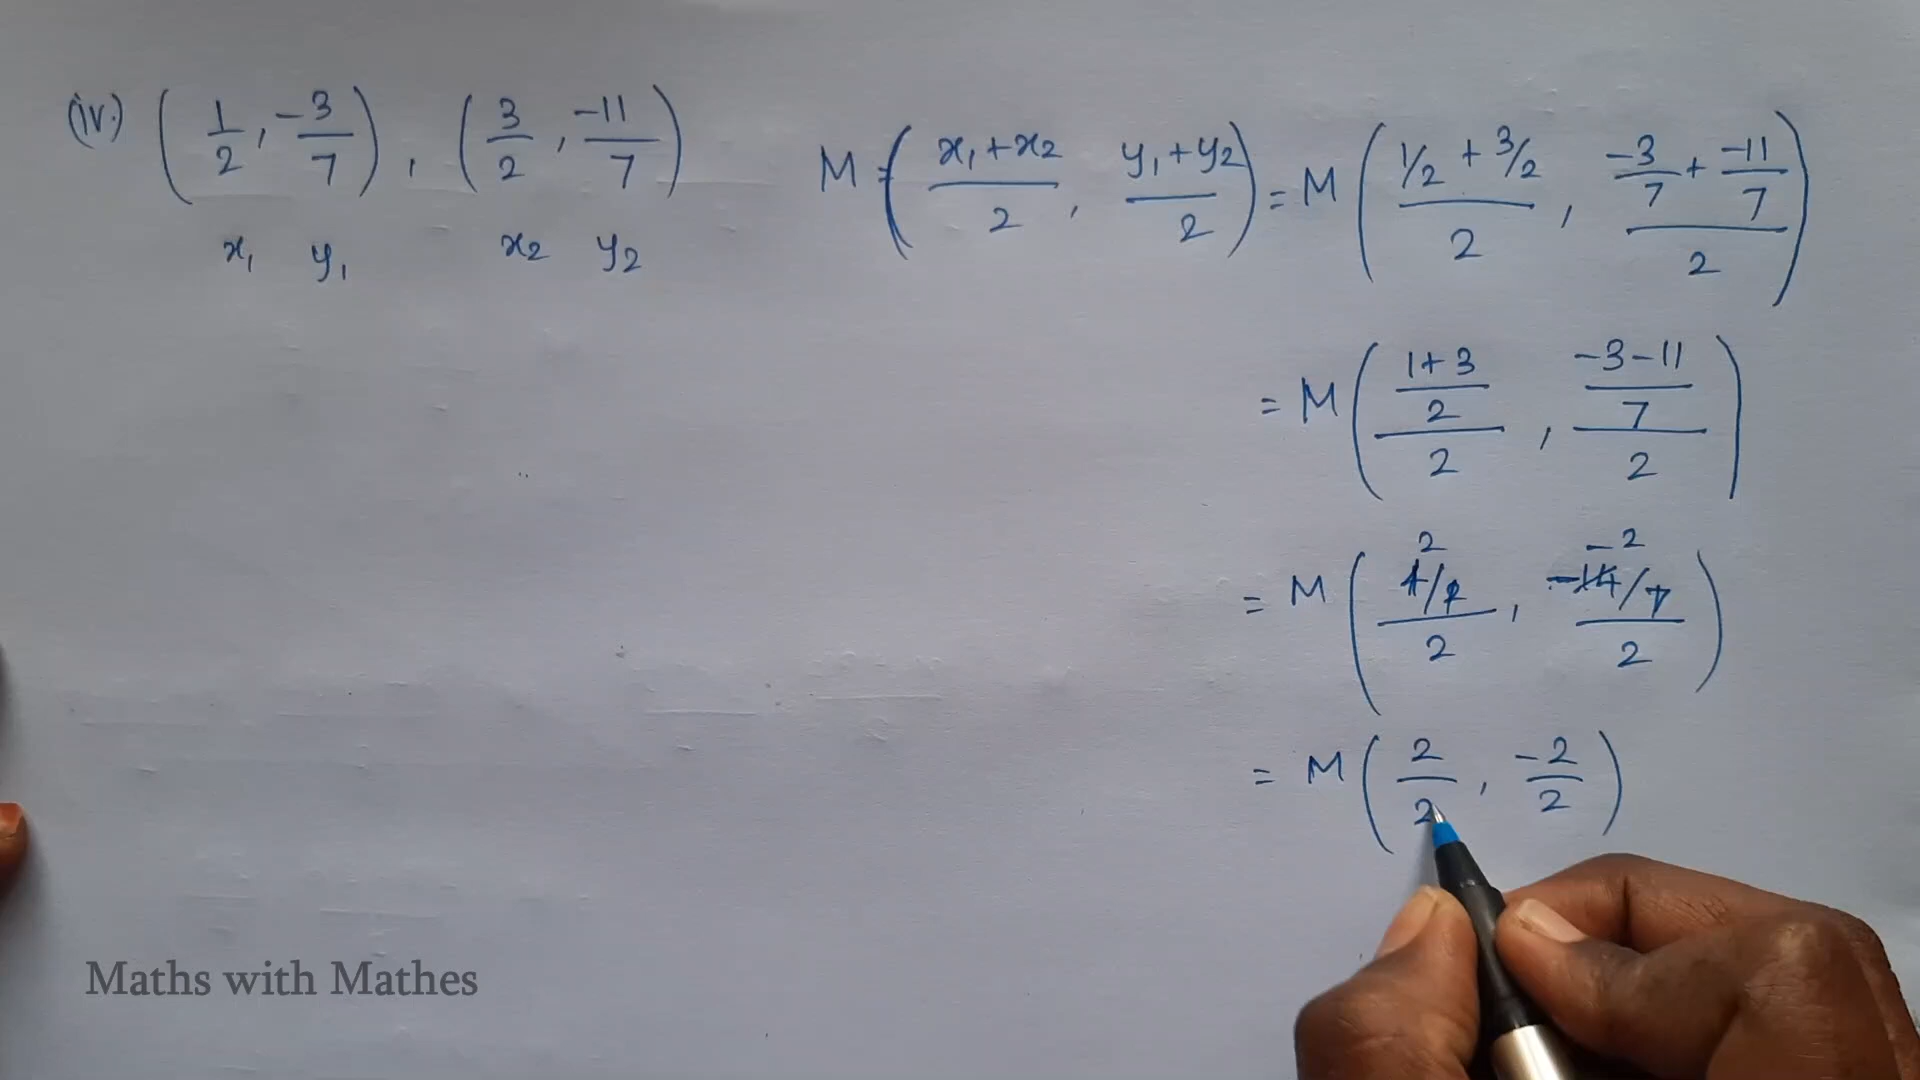 (iv.) (1/2, -3/7), (3/2, -11/7)
x₁ y₁ x₂ y₂
M = ((x₁+x₂)/2, (y₁+y₂)/2) = M((1/2 + 3/2)/2, (-3/7 + -11/7)/2)
= M(((1+3)/2)/2, ((-3-11)/7)/2)
2 -2
= M((4/2)/2, (-14/7)/2)
= M(2/2, -2/2)
Maths with Mathes